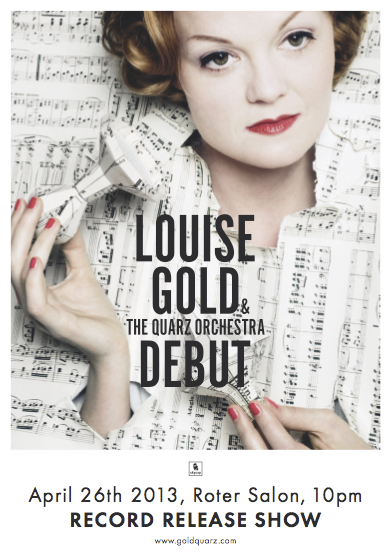 LOUISE
GOLD &
THE QUARZ ORCHESTRA
DEBUT
April 26th 2013, Roter Salon, 10pm
RECORD RELEASE SHOW
www.goldquarz.com